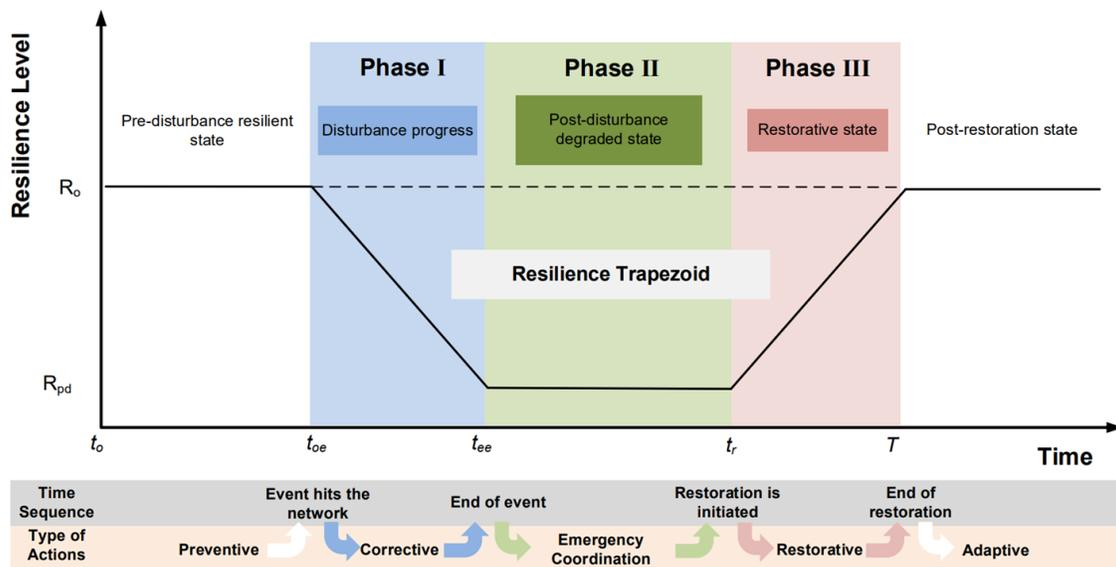 Resilience Level
Phase I
Phase II
Phase III
Pre-disturbance resilient
state
Disturbance progress
Post-disturbance
degraded state
Restorative state
Post-restoration state
Ro
Resilience Trapezoid
Rpd
to
toe
tee
tr
T
Time
Time
Sequence
Event hits the
network
End of event
Restoration is
initiated
End of
restoration
Type of
Actions
Preventive
Corrective
Emergency
Coordination
Restorative
Adaptive